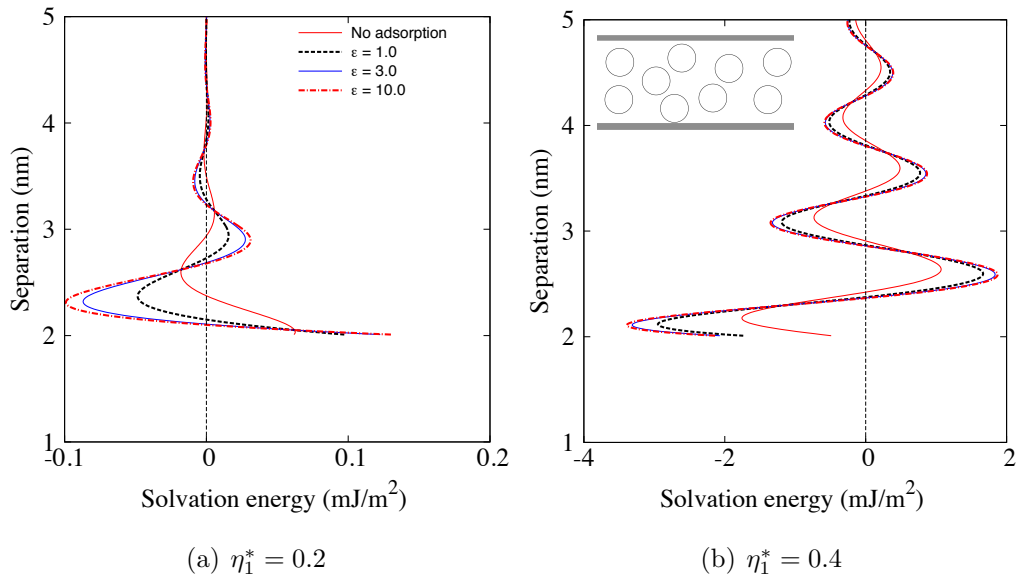 5
4
3
2
1
Separation (nm)
-0.1
0
0.1
0.2
Solvation energy (mJ/m²)
No adsorption
ε = 1.0
ε = 3.0
ε = 10.0
(a) η₁* = 0.2
5
4
3
2
1
Separation (nm)
-4
-2
0
2
Solvation energy (mJ/m²)
(b) η₁* = 0.4